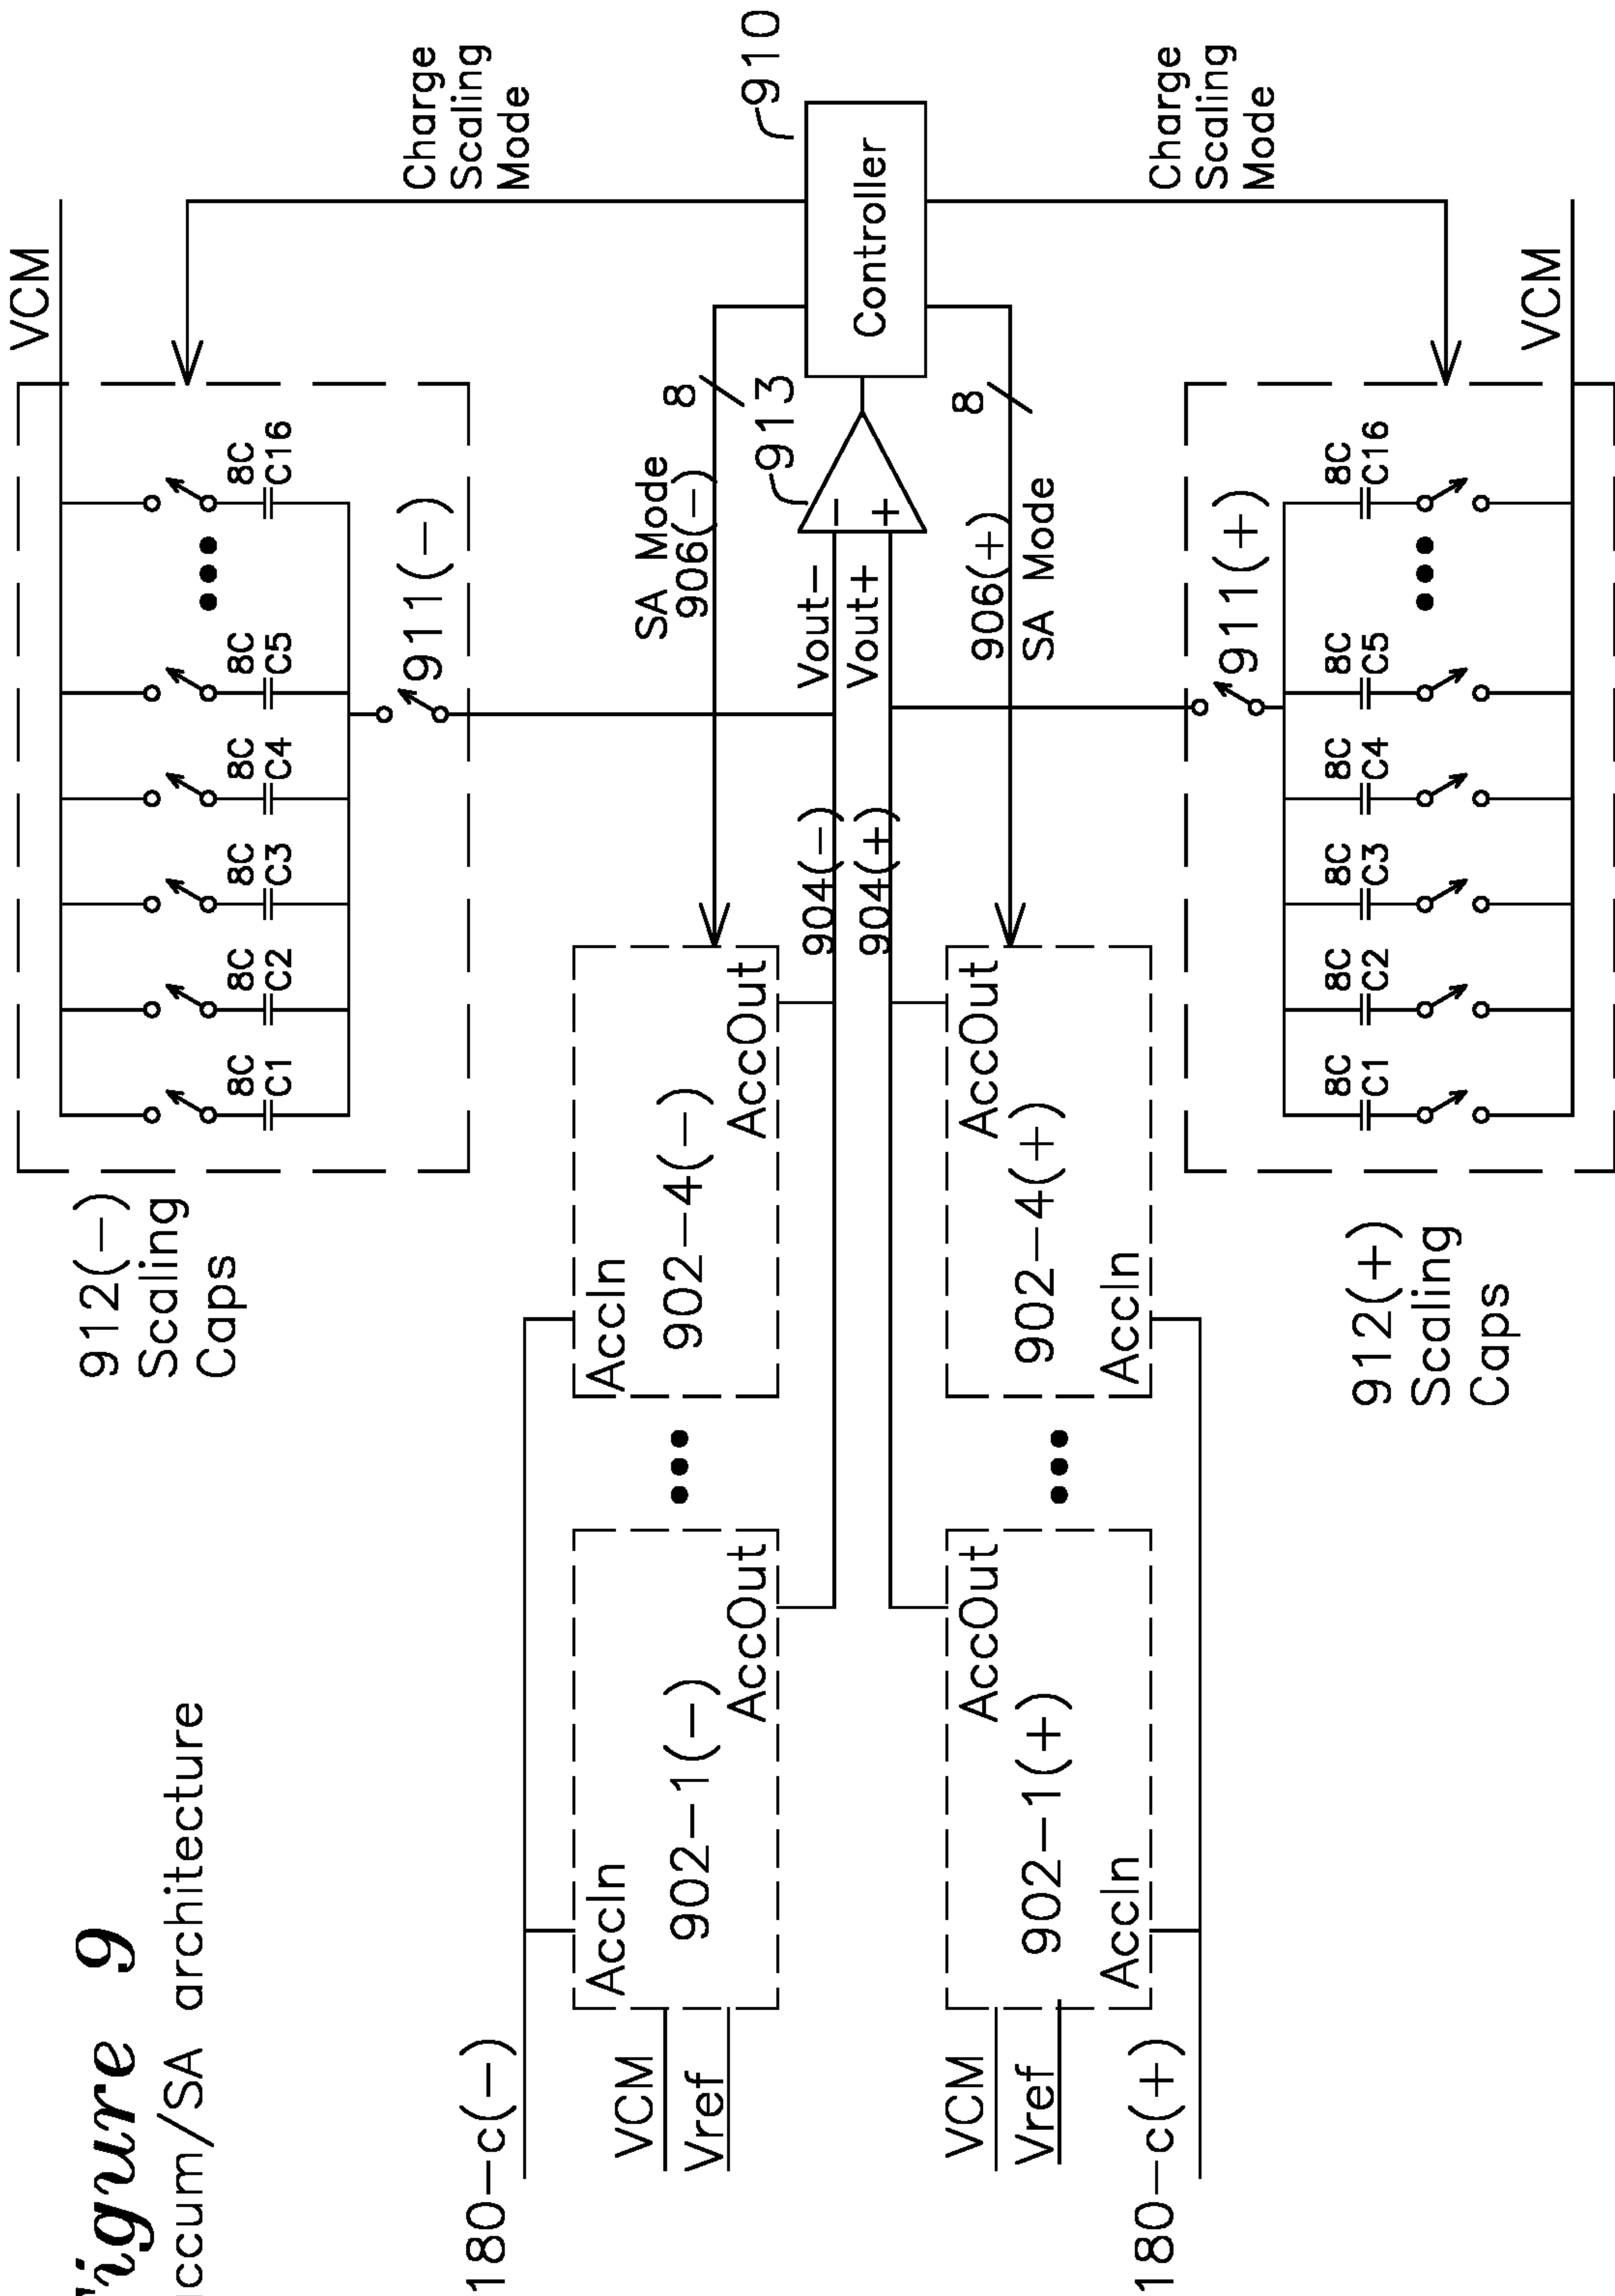 Figure 9
ccum/SA architecture
VCM
912(-)
Scaling
Caps
8C
C1
8C
C2
8C
C3
8C
C4
8C
C5
8C
C16
911(-)
Charge
Scaling
Mode
180-c(-)
VCM
Vref
AccIn
902-1(-)
AccOut
AccIn
902-4(-)
AccOut
SA Mode
906(-)
8
913
910
904(-)
904(+)
Vout-
Vout+
-
+
Controller
VCM
Vref
AccOut
902-1(+)
AccIn
AccOut
902-4(+)
AccIn
906(+)
SA Mode
8
180-c(+)
Charge
Scaling
Mode
911(+)
912(+)
Scaling
Caps
8C
C1
8C
C2
8C
C3
8C
C4
8C
C5
8C
C16
VCM